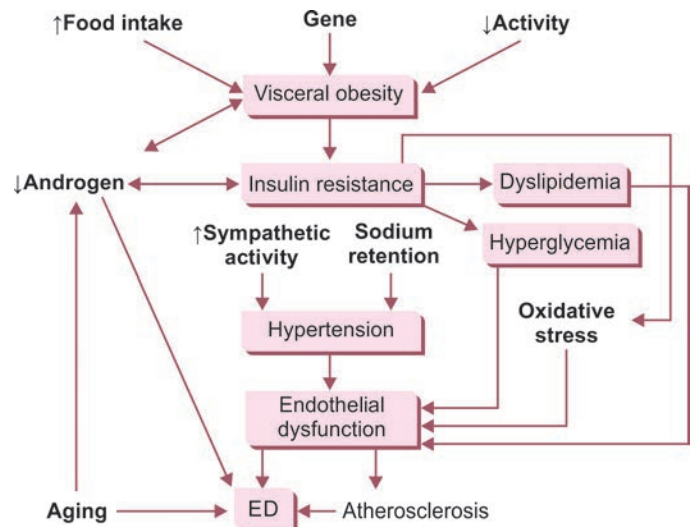 ↑Food intake
Gene
↓Activity
Visceral obesity
↓Androgen
Insulin resistance
Dyslipidemia
↑Sympathetic
activity
Sodium
retention
Hyperglycemia
Hypertension
Oxidative
stress
Endothelial
dysfunction
Aging
ED
Atherosclerosis